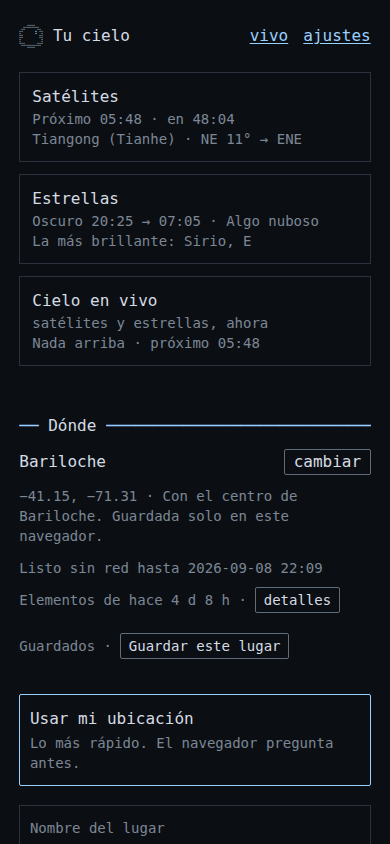 Tu cielo vivo ajustes
Satélites
Próximo 05:48 · en 48:04
Tiangong (Tianhe) · NE 11° → ENE
Estrellas
Oscuro 20:25 → 07:05 · Algo nuboso
La más brillante: Sirio, E
Cielo en vivo
satélites y estrellas, ahora
Nada arriba · próximo 05:48
Dónde
Bariloche cambiar
−41.15, −71.31 · Con el centro de
Bariloche. Guardada solo en este
navegador.
Listo sin red hasta 2026-09-08 22:09
Elementos de hace 4 d 8 h · detalles
Guardados · Guardar este lugar
Usar mi ubicación
Lo más rápido. El navegador pregunta
antes.
Nombre del lugar